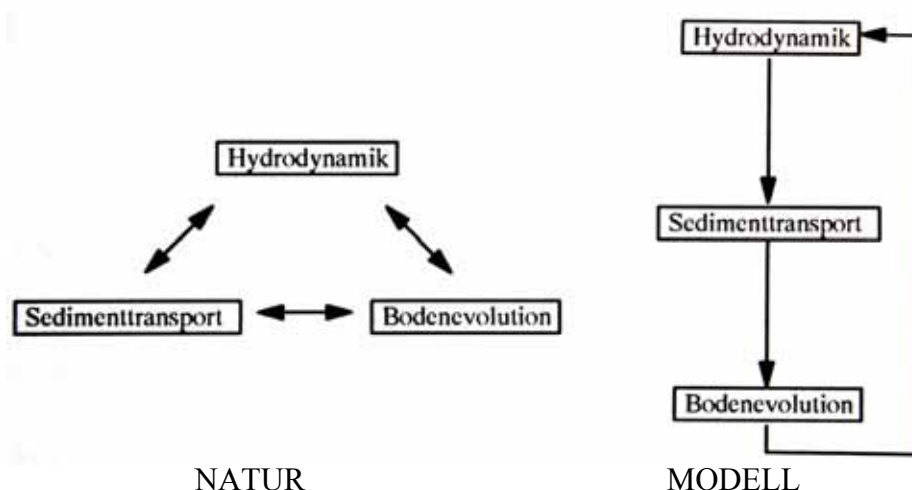 Hydrodynamik
Sedimenttransport
Bodenevolution
NATUR
Hydrodynamik
Sedimenttransport
Bodenevolution
MODELL